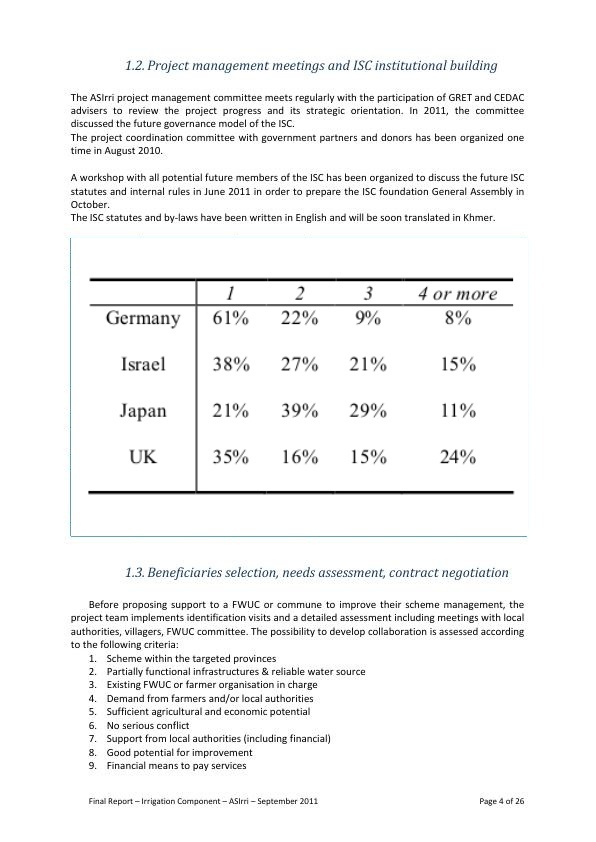 1.2. Project management meetings and ISC institutional building
The ASIrri project management committee meets regularly with the participation of GRET and CEDAC
advisers to review the project progress and its strategic orientation. In 2011, the committee
discussed the future governance model of the ISC.
The project coordination committee with government partners and donors has been organized one
time in August 2010.
A workshop with all potential future members of the ISC has been organized to discuss the future ISC
statutes and internal rules in June 2011 in order to prepare the ISC foundation General Assembly in
October.
The ISC statutes and by-laws have been written in English and will be soon translated in Khmer.
1 2 3 4 or more
Germany 61% 22% 9% 8%
Israel 38% 27% 21% 15%
Japan 21% 39% 29% 11%
UK 35% 16% 15% 24%
1.3. Beneficiaries selection, needs assessment, contract negotiation
Before proposing support to a FWUC or commune to improve their scheme management, the
project team implements identification visits and a detailed assessment including meetings with local
authorities, villagers, FWUC committee. The possibility to develop collaboration is assessed according
to the following criteria:
1. Scheme within the targeted provinces
2. Partially functional infrastructures & reliable water source
3. Existing FWUC or farmer organisation in charge
4. Demand from farmers and/or local authorities
5. Sufficient agricultural and economic potential
6. No serious conflict
7. Support from local authorities (including financial)
8. Good potential for improvement
9. Financial means to pay services
Final Report – Irrigation Component – ASIrri – September 2011 Page 4 of 26